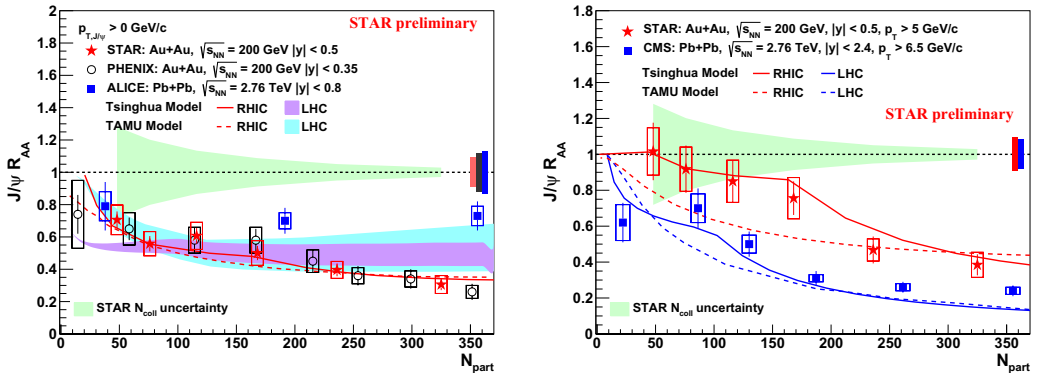 STAR preliminary
p_T,J/ψ > 0 GeV/c
STAR: Au+Au, √s_NN = 200 GeV |y| < 0.5
PHENIX: Au+Au, √s_NN = 200 GeV |y| < 0.35
ALICE: Pb+Pb, √s_NN = 2.76 TeV |y| < 0.8
Tsinghua Model RHIC LHC
TAMU Model RHIC LHC
STAR N_coll uncertainty
J/ψ R_AA
2
1.8
1.6
1.4
1.2
1
0.8
0.6
0.4
0.2
0
0 50 100 150 200 250 300 350
N_part
STAR: Au+Au, √s_NN = 200 GeV, |y| < 0.5, p_T > 5 GeV/c
CMS: Pb+Pb, √s_NN = 2.76 TeV, |y| < 2.4, p_T > 6.5 GeV/c
Tsinghua Model RHIC LHC
TAMU Model RHIC LHC
STAR preliminary
STAR N_coll uncertainty
J/ψ R_AA
2
1.8
1.6
1.4
1.2
1
0.8
0.6
0.4
0.2
0
0 50 100 150 200 250 300 350
N_part